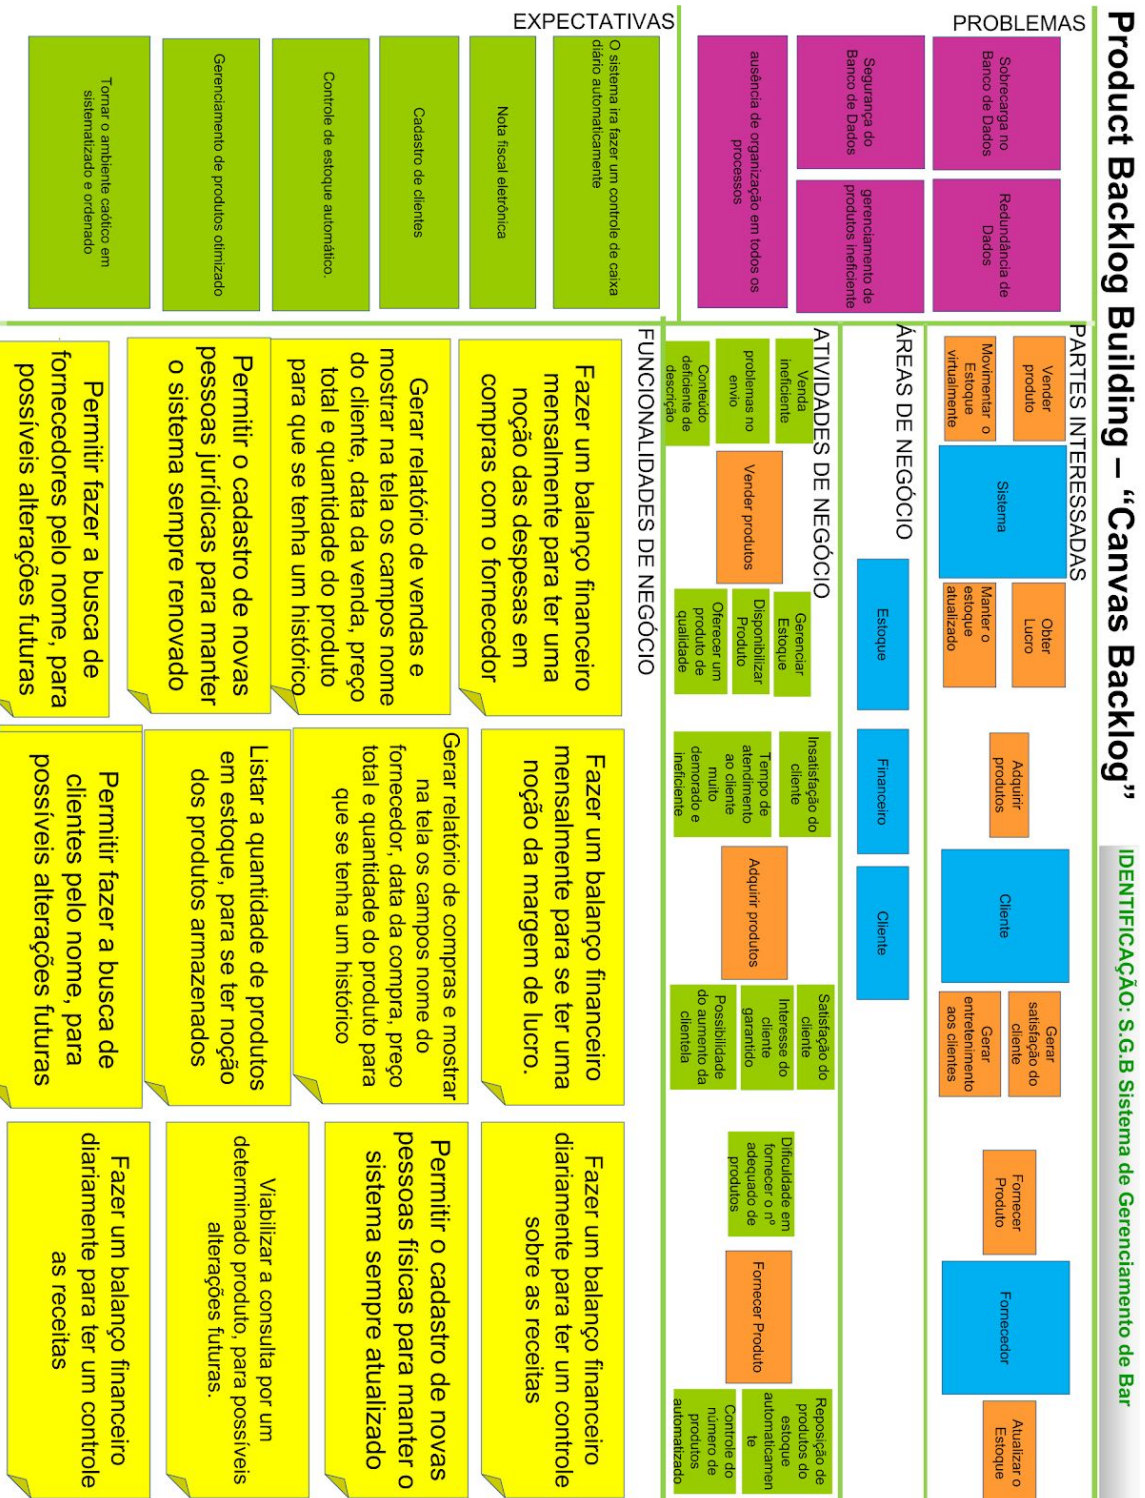 Product Backlog Building – “Canvas Backlog”
IDENTIFICAÇÃO: S.G.B Sistema de Gerenciamento de Bar
PROBLEMAS
Sobrecarga no
Banco de Dados
Redundância de
Dados
Segurança do
Banco de Dados
gerenciamento de
produtos ineficiente
ausência de organização em todos os
processos
EXPECTATIVAS
O sistema ira fazer um controle de caixa
diário automaticamente
Nota fiscal eletrônica
Cadastro de clientes
Controle de estoque automático.
Gerenciamento de produtos otimizado
Tornar o ambiente caótico em
sistematizado e ordenado
PARTES INTERESSADAS
Vender
produto
Movimentar o
Estoque
virtualmente
Sistema
Obter
Lucro
Manter o
estoque
atualizado
Adquirir
produtos
Cliente
Gerar
satisfação do
cliente
Gerar
entretenimento
aos clientes
Fornecer
Produto
Fornecedor
Atualizar o
Estoque
ÁREAS DE NEGÓCIO
Estoque
Financeiro
Cliente
ATIVIDADES DE NEGÓCIO
Venda
ineficiente
problemas no
envio
Conteúdo
deficiente de
descrição
Vender produtos
Gerenciar
Estoque
Disponibilizar
Produto
Oferecer um
produto de
qualidade
Insatisfação do
cliente
Tempo de
atendimento
ao cliente
muito
demorado e
ineficiente
Adquirir produtos
Satisfação do
cliente
Interesse do
cliente
garantido
Possibilidade
do aumento da
clientela
Dificuldade em
fornecer o nº
adequado de
produtos
Fornecer Produto
Reposição de
produtos do
estoque
automaticamen
te
Controle do
número de
produtos
automatizado
FUNCIONALIDADES DE NEGÓCIO
Fazer um balanço financeiro
mensalmente para ter uma
noção das despesas em
compras com o fornecedor
Fazer um balanço financeiro
mensalmente para se ter uma
noção da margem de lucro.
Fazer um balanço financeiro
diariamente para ter um controle
sobre as receitas
Gerar relatório de vendas e
mostrar na tela os campos nome
do cliente, data da venda, preço
total e quantidade do produto
para que se tenha um histórico
Gerar relatório de compras e mostrar
na tela os campos nome do
fornecedor, data da compra, preço
total e quantidade do produto para
que se tenha um histórico
Permitir o cadastro de novas
pessoas físicas para manter o
sistema sempre atualizado
Permitir o cadastro de novas
pessoas jurídicas para manter
o sistema sempre renovado
Listar a quantidade de produtos
em estoque, para se ter noção
dos produtos armazenados
Viabilizar a consulta por um
determinado produto, para possíveis
alterações futuras.
Permitir fazer a busca de
fornecedores pelo nome, para
possíveis alterações futuras
Permitir fazer a busca de
clientes pelo nome, para
possíveis alterações futuras
Fazer um balanço financeiro
diariamente para ter um controle
as receitas